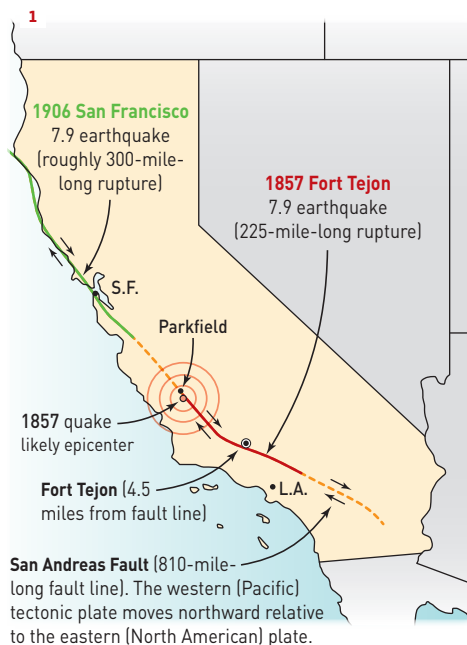 1
1906 San Francisco
7.9 earthquake
(roughly 300-mile-
long rupture)
1857 Fort Tejon
7.9 earthquake
(225-mile-long rupture)
S.F.
Parkfield
1857 quake
likely epicenter
Fort Tejon (4.5
miles from fault line)
L.A.
San Andreas Fault (810-mile-
long fault line). The western (Pacific)
tectonic plate moves northward relative
to the eastern (North American) plate.